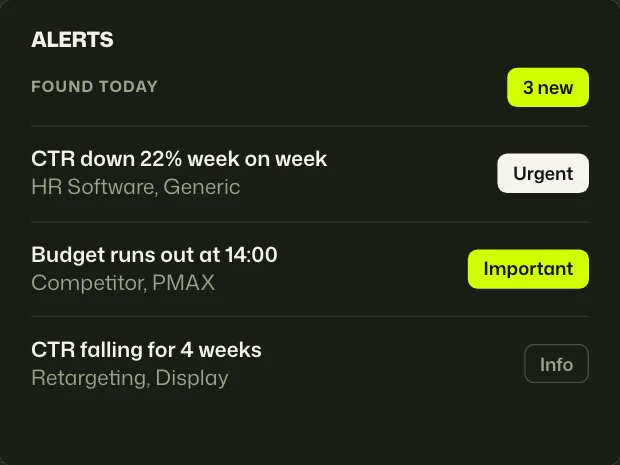 ALERTS
FOUND TODAY
3 new
CTR down 22% week on week
HR Software, Generic
Urgent
Budget runs out at 14:00
Competitor, PMAX
Important
CTR falling for 4 weeks
Retargeting, Display
Info